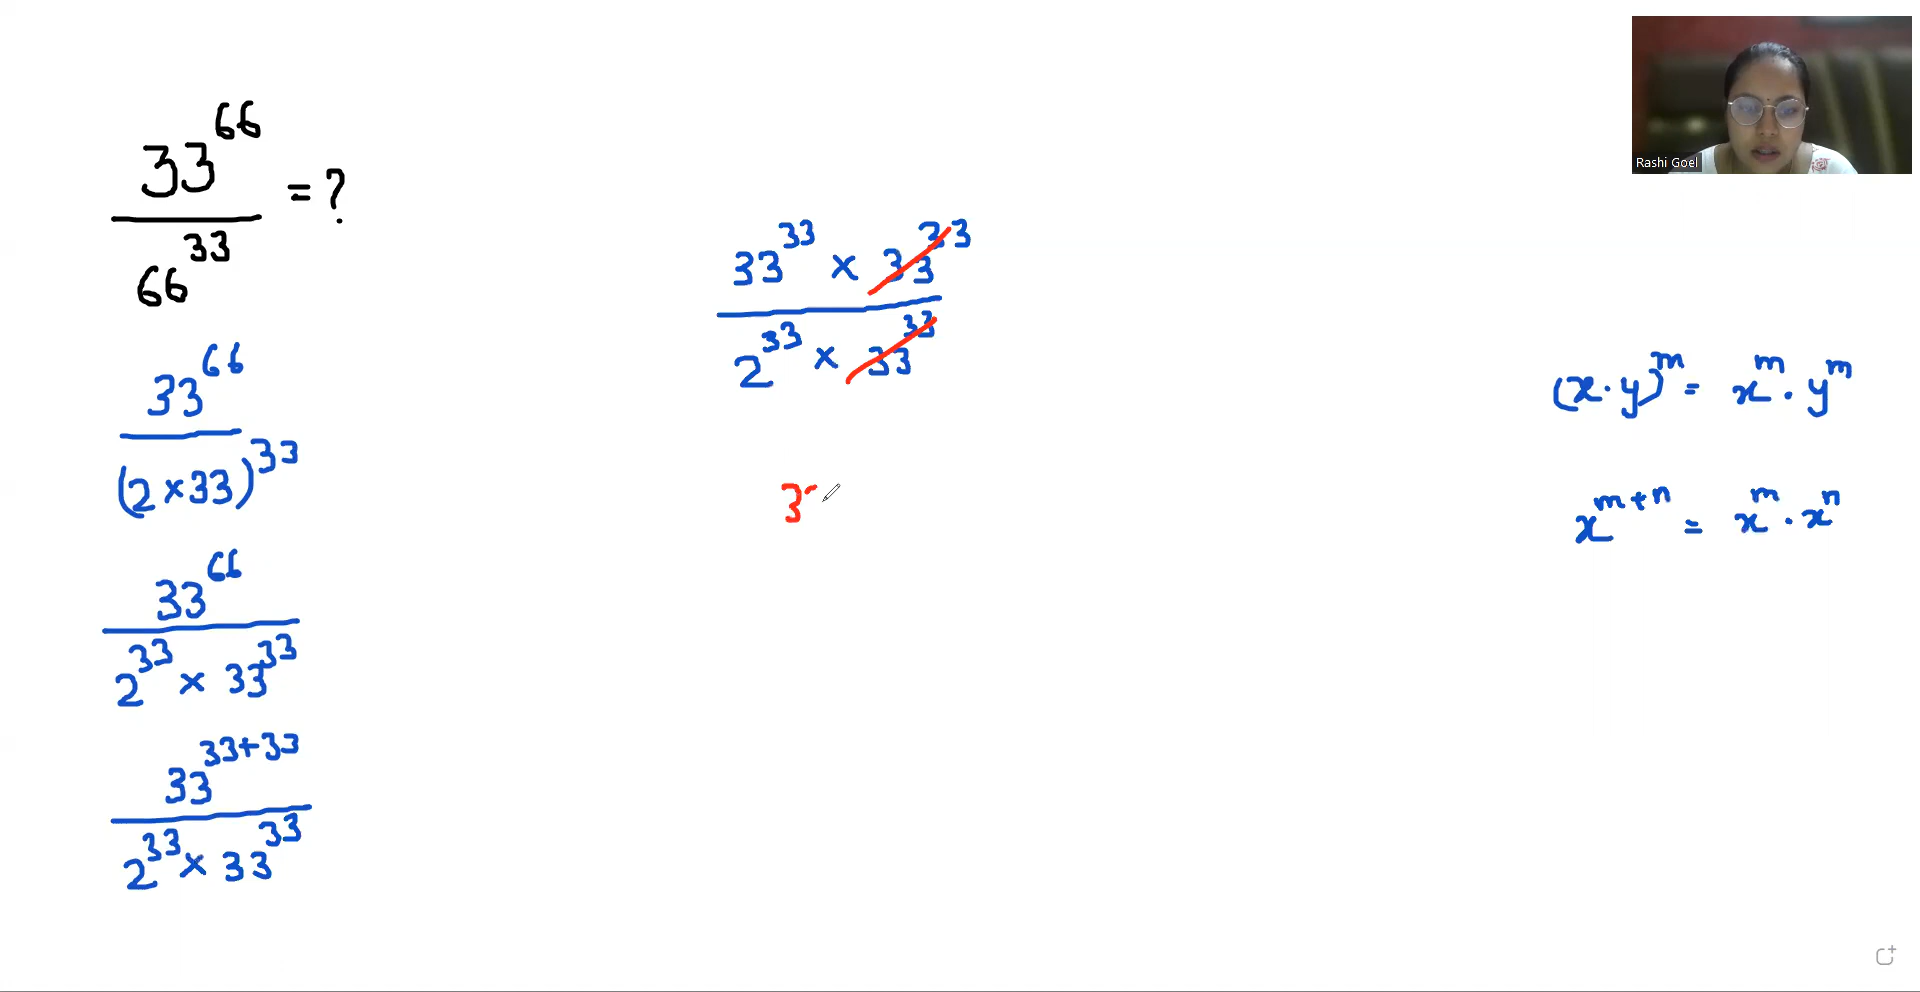 33^66 / 66^33 = ?
33^66 / (2 × 33)^33
33^66 / 2^33 × 33^33
33^33+33 / 2^33 × 33^33
33^33 × 33^33 / 2^33 × 33^33
3
(x · y)^m = x^m · y^m
x^m+n = x^m · x^n
Rashi Goel